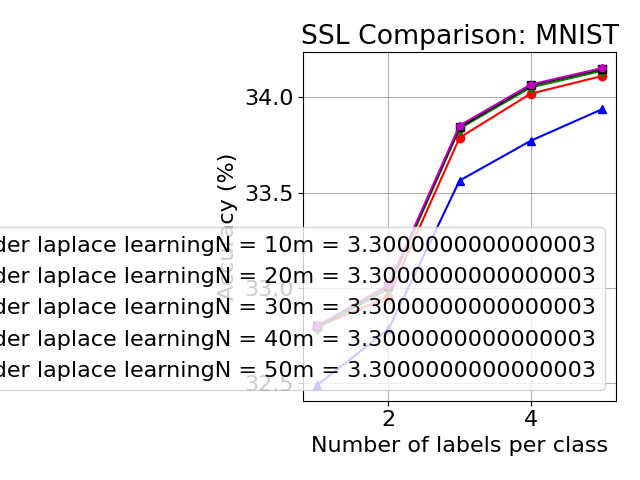 SSL Comparison: MNIST
34.0
33.5
33.0
32.5
Accuracy (%)
der laplace learningN = 10m = 3.3000000000000003
der laplace learningN = 20m = 3.3000000000000003
der laplace learningN = 30m = 3.3000000000000003
der laplace learningN = 40m = 3.3000000000000003
der laplace learningN = 50m = 3.3000000000000003
2 4
Number of labels per class